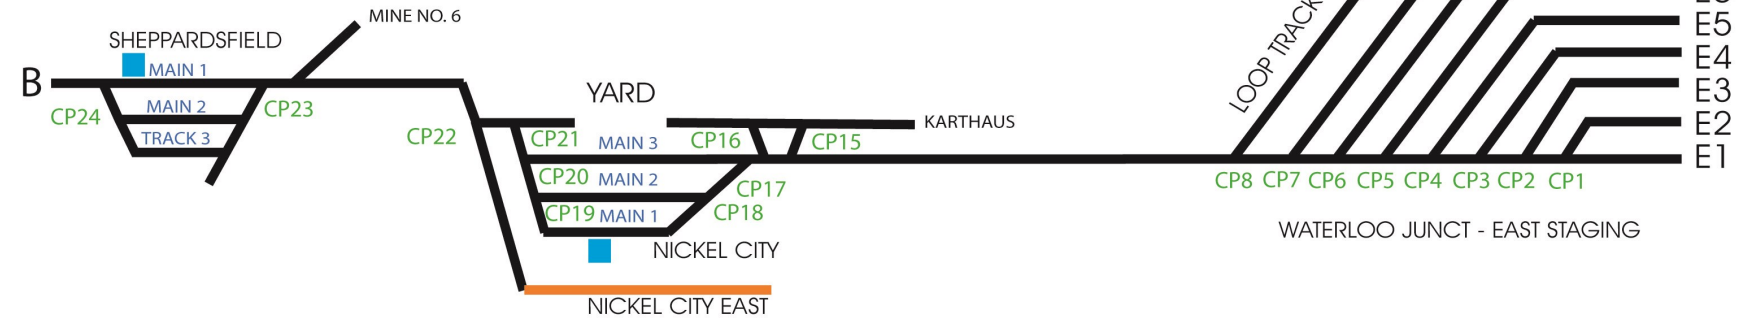 MINE NO. 6
SHEPPARDSFIELD
B
MAIN 1
CP24
MAIN 2
CP23
TRACK 3
YARD
CP22
CP21
MAIN 3
CP16
CP15
KARTHAUS
CP20
MAIN 2
CP17
CP19
MAIN 1
CP18
NICKEL CITY
NICKEL CITY EAST
LOOP TRACK
E5
E4
E3
E2
E1
CP8 CP7 CP6 CP5 CP4 CP3 CP2 CP1
WATERLOO JUNCT - EAST STAGING